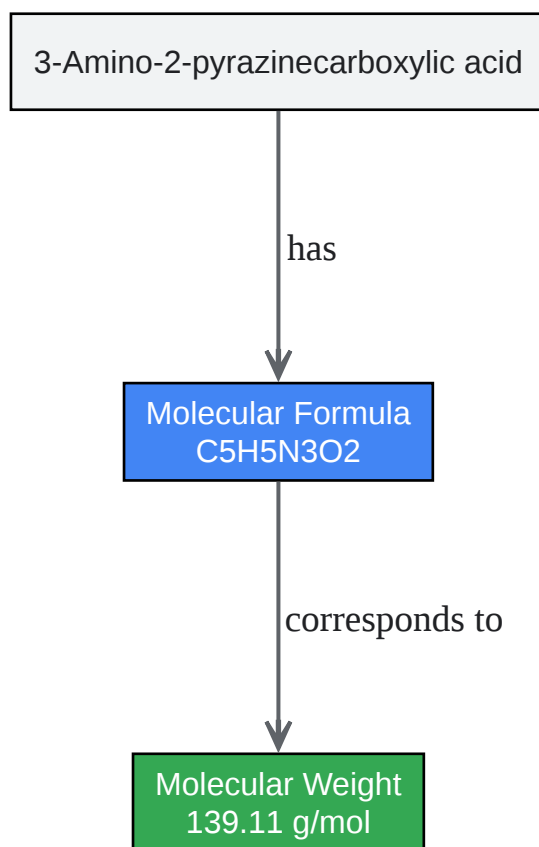 3-Amino-2-pyrazinecarboxylic acid
has
Molecular Formula
C5H5N3O2
corresponds to
Molecular Weight
139.11 g/mol